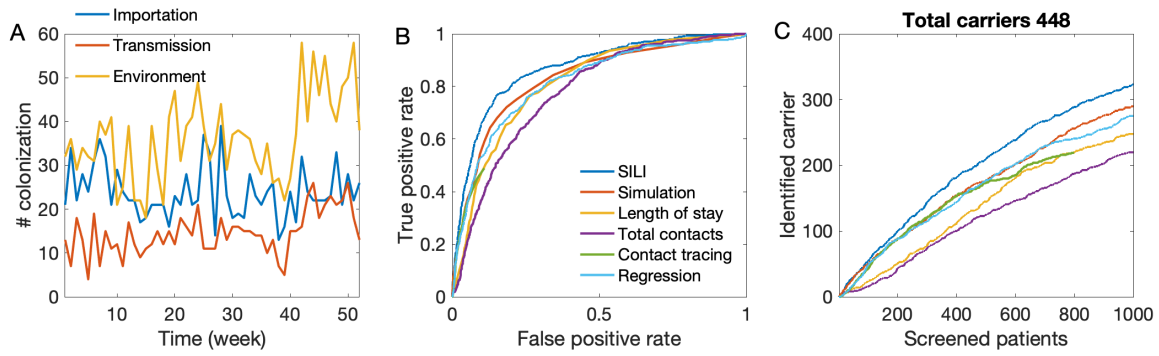 A
Importation
Transmission
Environment
60
50
40
30
20
10
0
# colonization
10 20 30 40 50
Time (week)
B
1
0.8
0.6
0.4
0.2
0
True positive rate
SILI
Simulation
Length of stay
Total contacts
Contact tracing
Regression
0 0.5 1
False positive rate
Total carriers 448
C
400
300
200
100
0
Identified carrier
200 400 600 800 1000
Screened patients